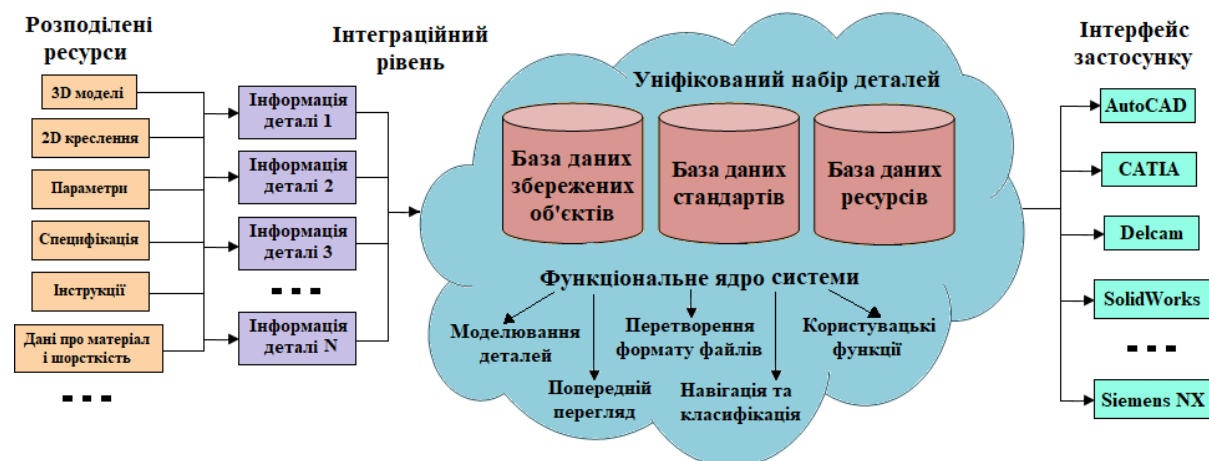 Розподілені
ресурси
3D моделі
2D креслення
Параметри
Специфікація
Інструкції
Дані про матеріал
і шорсткість
Інтеграційний
рівень
Інформація
деталі 1
Інформація
деталі 2
Інформація
деталі 3
Інформація
деталі N
Уніфікований набір деталей
База даних
збережених
об'єктів
База даних
стандартів
База даних
ресурсів
Функціональне ядро системи
Моделювання
деталей
Попередній
перегляд
Перетворення
формату файлів
Навігація та
класифікація
Користувацькі
функції
Інтерфейс
застосунку
AutoCAD
CATIA
Delcam
SolidWorks
Siemens NX